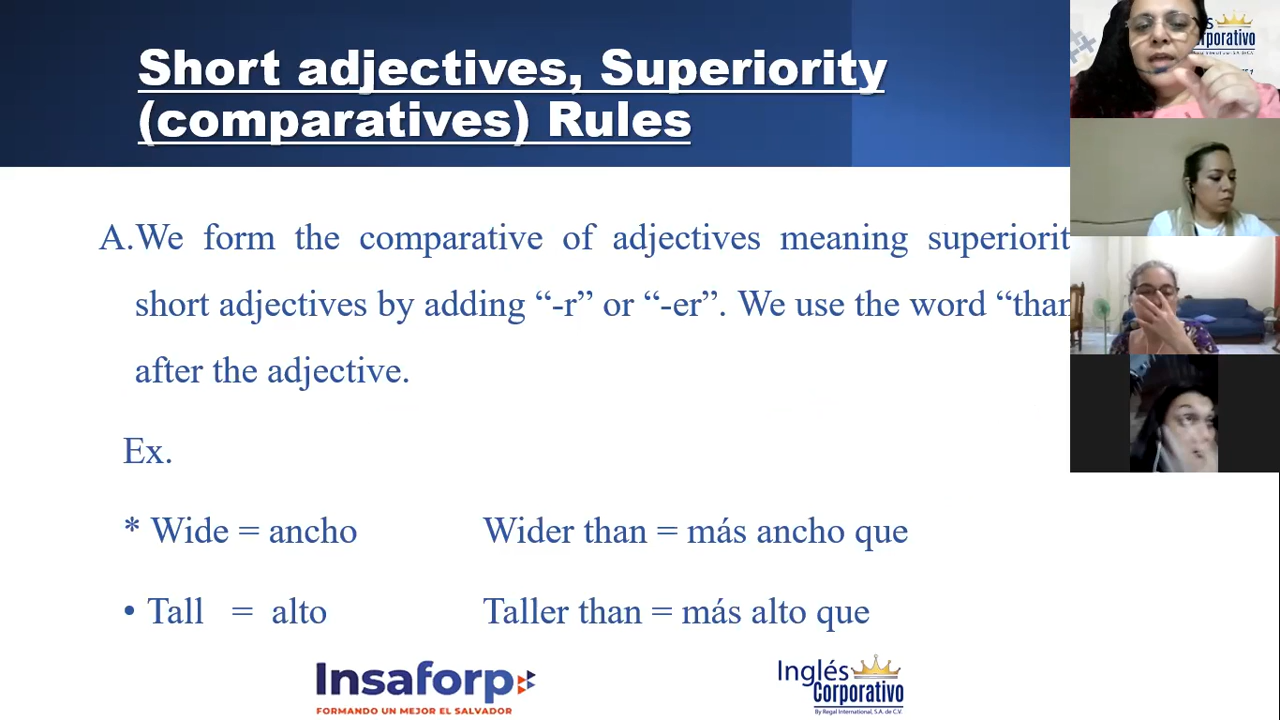 Short adjectives, Superiority
(comparatives) Rules
A. We form the comparative of adjectives meaning
short adjectives by adding “-r” or “-er”. We use the word
after the adjective.
Ex.
* Wide = ancho Wider than = más ancho que
• Tall = alto Taller than = más alto que
Insaforp
FORMANDO UN MEJOR EL SALVADOR
Inglés
Corporativo
By Regal International, S.A. de C.V.